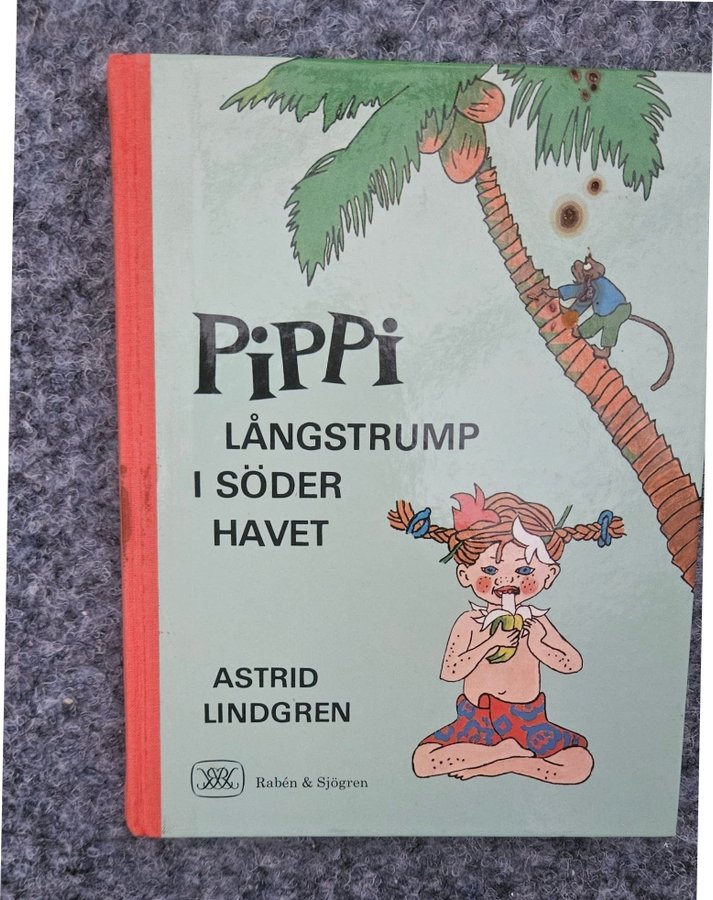 PiPPi
LÅNGSTRUMP
I SÖDER
HAVET
ASTRID
LINDGREN
Rabén & Sjögren